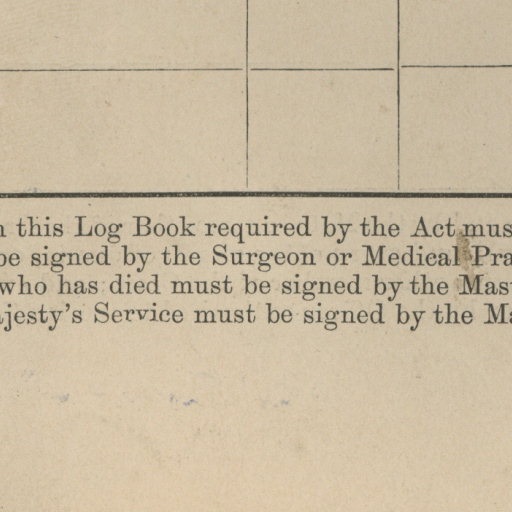 this Log Book required by the Act mus
be signed by the Surgeon or Medical Pra
who has died must be signed by the Mas
ajesty's Service must be signed by the Ma